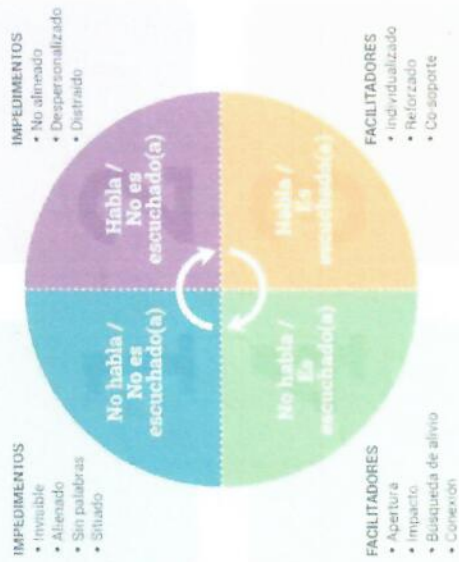 IMPEDIMENTOS
• Invisible
• Alienado
• Sin palabras
• Sitiado
IMPEDIMENTOS
• No alineado
• Despersonalizado
• Distraído
No habla /
No es
escuchado(a)
Habla /
No es
escuchado(a)
No habla /
Es
escuchado(a)
Habla /
Es
escuchado(a)
FACILITADORES
• Apertura
• Impacto
• Búsqueda de alivio
• Conexión
FACILITADORES
• Individualizado
• Reforzado
• Co-soporte